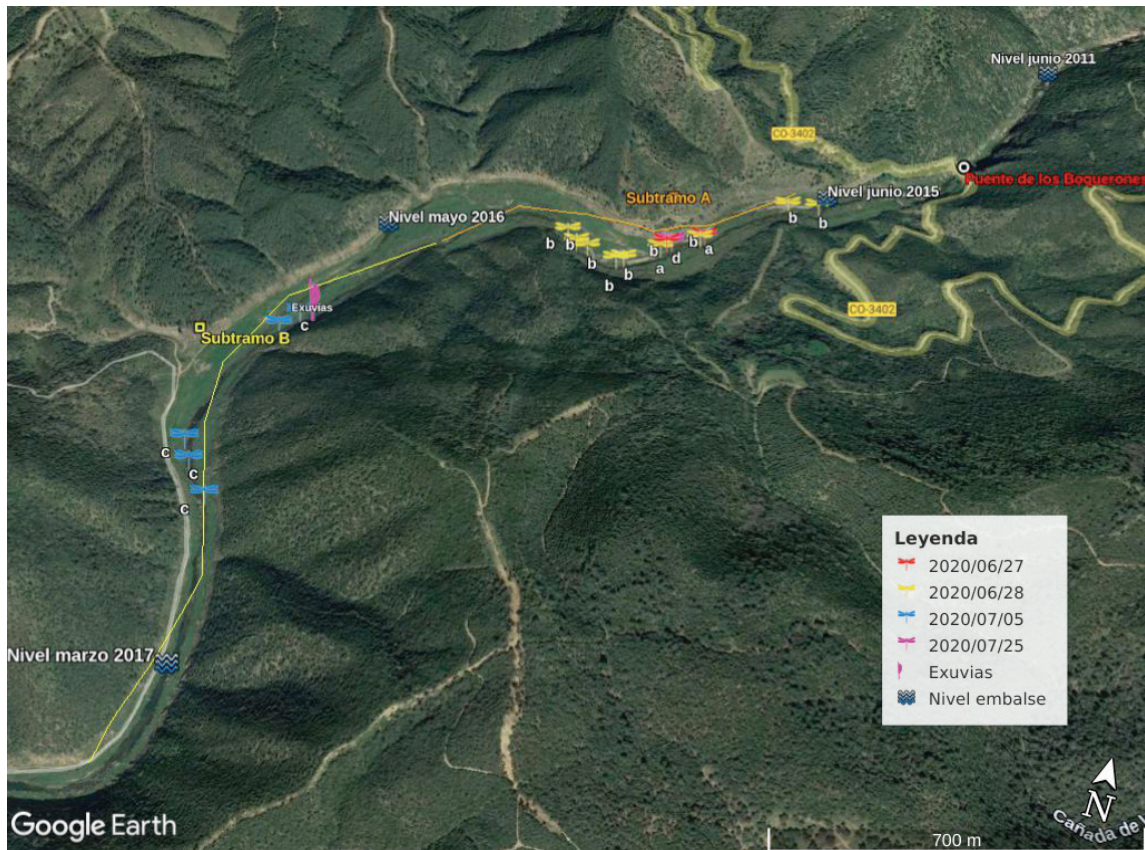 Nivel junio 2011
CO-3402
Puente de los Boquerones
Subtramo A
Nivel junio 2015
Nivel mayo 2016
b
b
b
b
b
b
a
b
b
d
a
b
b
Exuvias
c
Subtramo B
CO-3402
c
c
c
Leyenda
2020/06/27
2020/06/28
2020/07/05
2020/07/25
Exuvias
Nivel embalse
Nivel marzo 2017
N
Cañada de
Google Earth
700 m